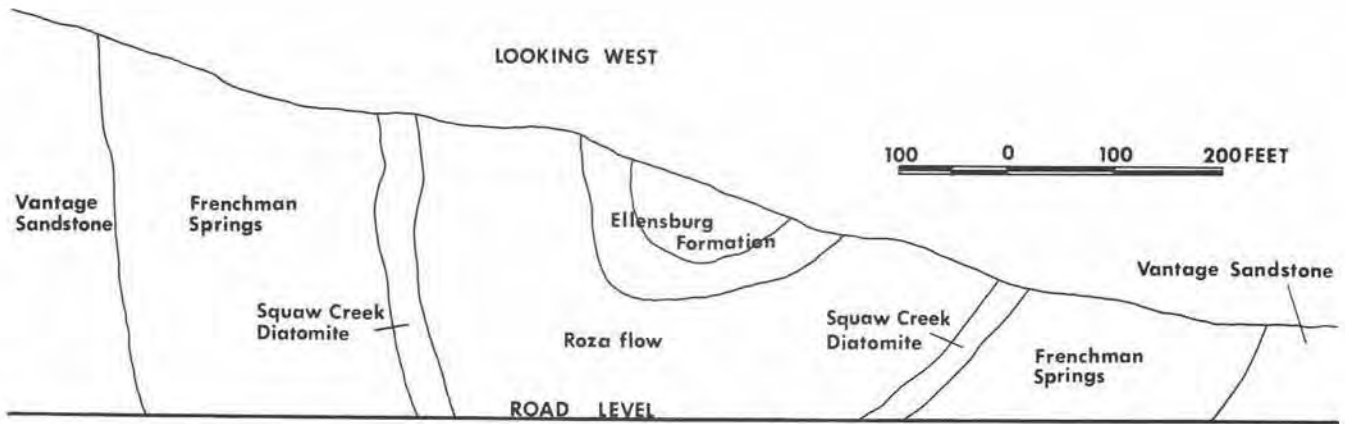 LOOKING WEST
100 0 100 200 FEET
Vantage
Sandstone
Frenchman
Springs
Ellensburg
Formation
Vantage Sandstone
Squaw Creek
Diatomite
Roza flow
Squaw Creek
Diatomite
Frenchman
Springs
ROAD LEVEL